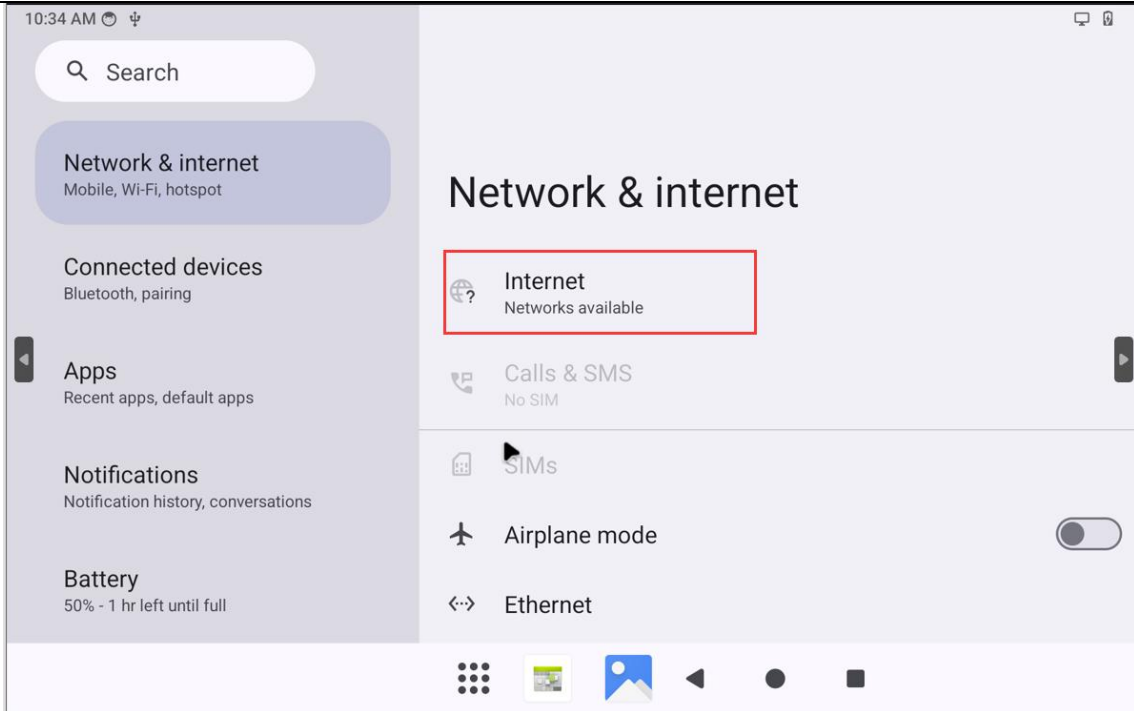 10:34 AM
Search
Network & internet
Mobile, Wi-Fi, hotspot
Connected devices
Bluetooth, pairing
Apps
Recent apps, default apps
Notifications
Notification history, conversations
Battery
50% - 1 hr left until full
Network & internet
Internet
Networks available
Calls & SMS
No SIM
SIMs
Airplane mode
Ethernet